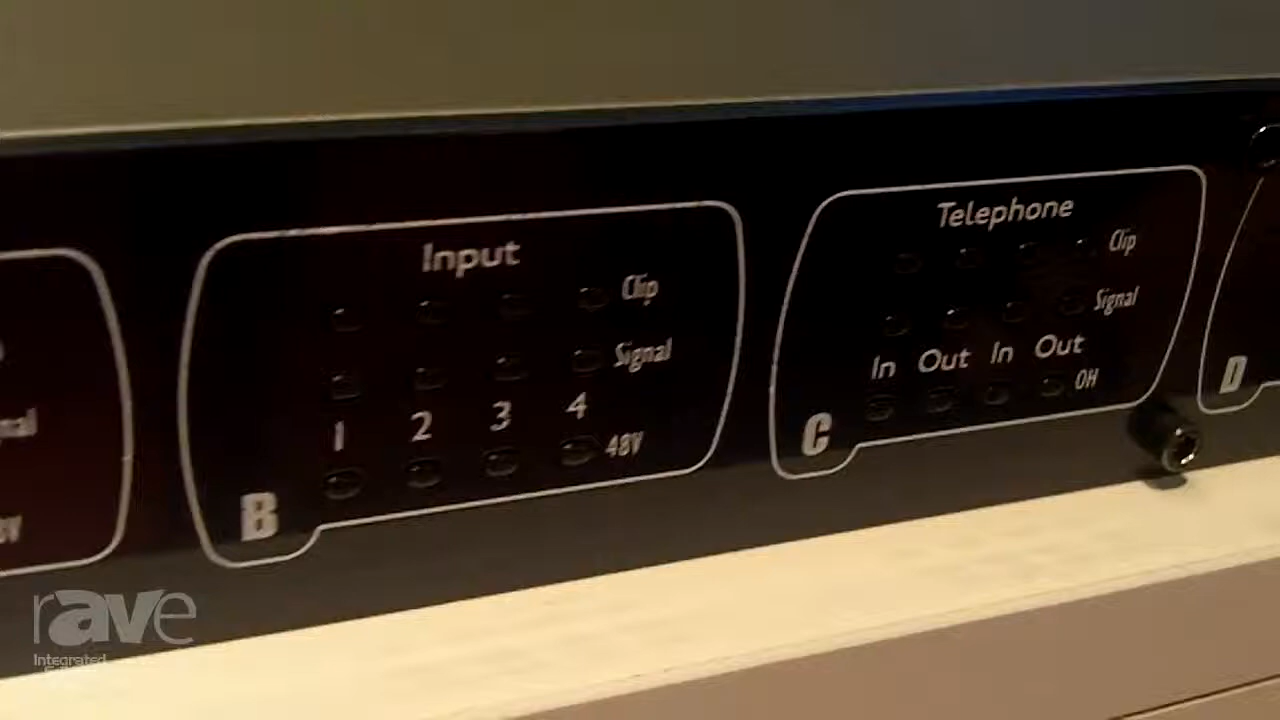 Input
Clip
Signal
1 2 3 4
48V
B
Telephone
Clip
Signal
In Out In Out
OH
C
D
rave
Integrated